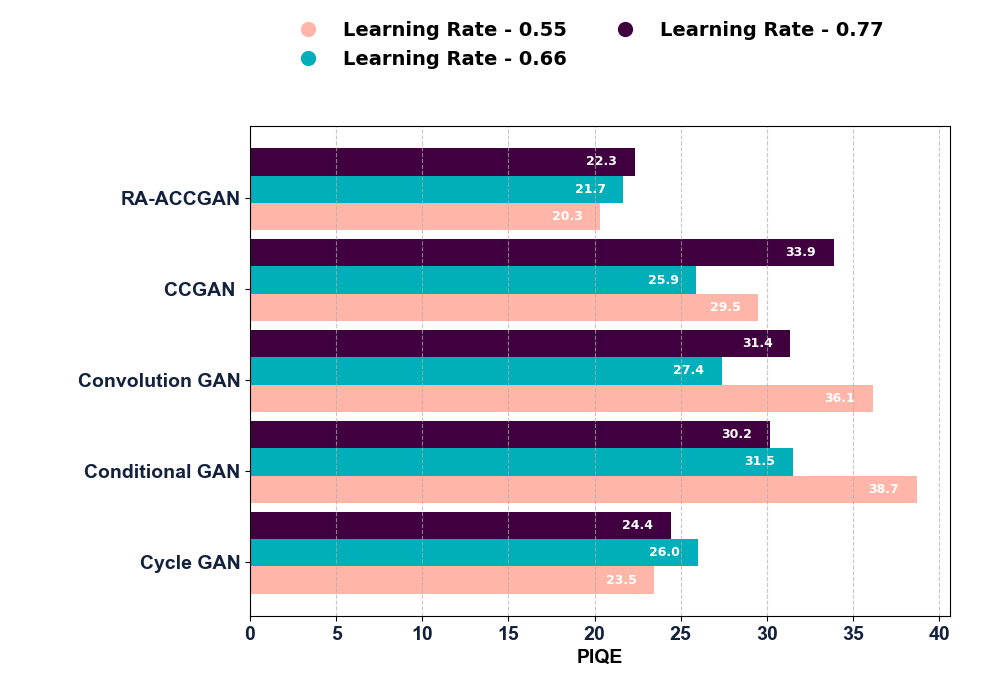 Learning Rate - 0.55
Learning Rate - 0.66
Learning Rate - 0.77
RA-ACCGAN
22.3
21.7
20.3
CCGAN
33.9
25.9
29.5
Convolution GAN
31.4
27.4
36.1
Conditional GAN
30.2
31.5
38.7
Cycle GAN
24.4
26.0
23.5
0 5 10 15 20 25 30 35 40
PIQE